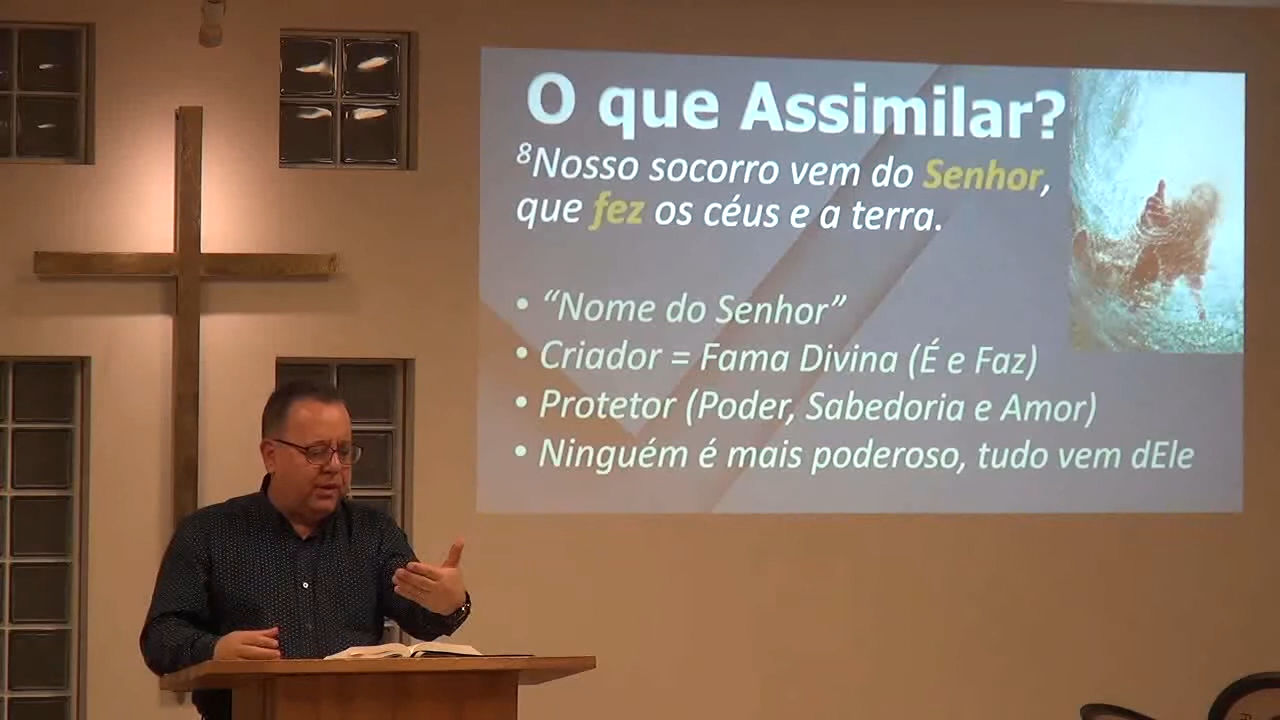 O que Assimilar?
⁸Nosso socorro vem do Senhor,
que fez os céus e a terra.
• “Nome do Senhor”
• Criador = Fama Divina (É e Faz)
• Protetor (Poder, Sabedoria e Amor)
• Ninguém é mais poderoso, tudo vem dEle